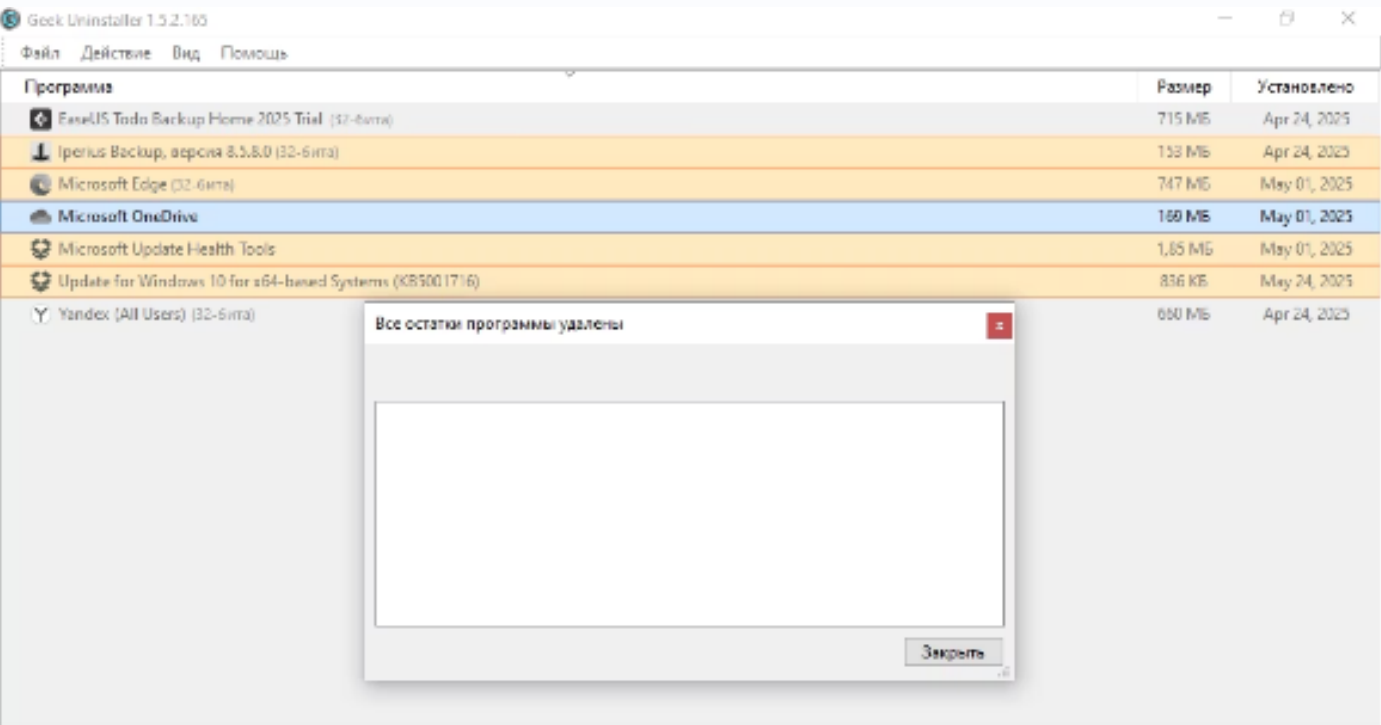 Geek Uninstaller 1.5.2.165
Файл Действие Вид Помощь
Программа Размер Установлено
EaseUS Todo Backup Home 2025 Trial (32-бита) 715 МБ Apr 24, 2025
Iperius Backup, версия 8.5.8.0 (32-бита) 153 МБ Apr 24, 2025
Microsoft Edge (32-бита) 747 МБ May 01, 2025
Microsoft OneDrive 169 МБ May 01, 2025
Microsoft Update Health Tools 1,85 МБ May 01, 2025
Update for Windows 10 for x64-based Systems (KB5001716) 836 КБ May 24, 2025
Yandex (All Users) (32-бита) 660 МБ Apr 24, 2025
Все остатки программы удалены
Закрыть